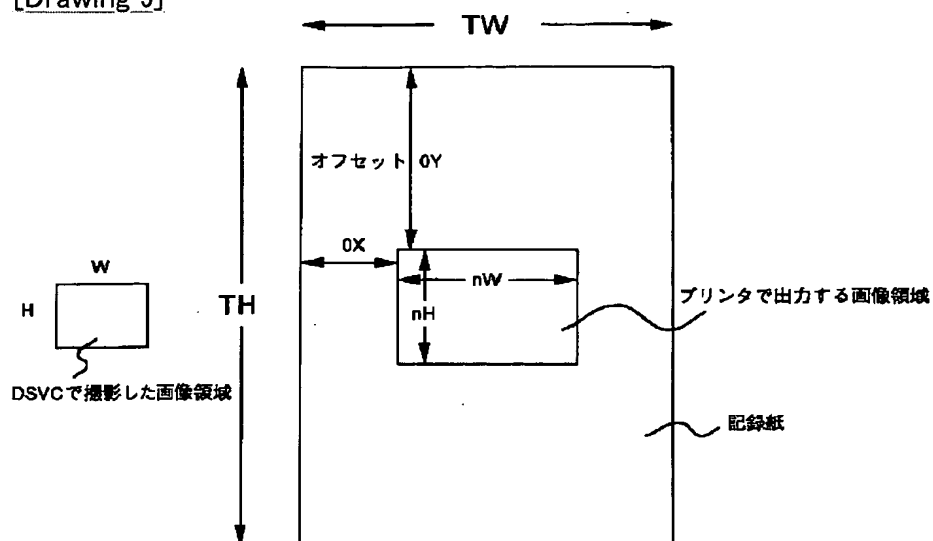 [Drawing 9]
TW
オフセット 0Y
0X
W
nW
H
TH
nH
プリンタで出力する画像領域
DSVCで撮影した画像領域
記録紙